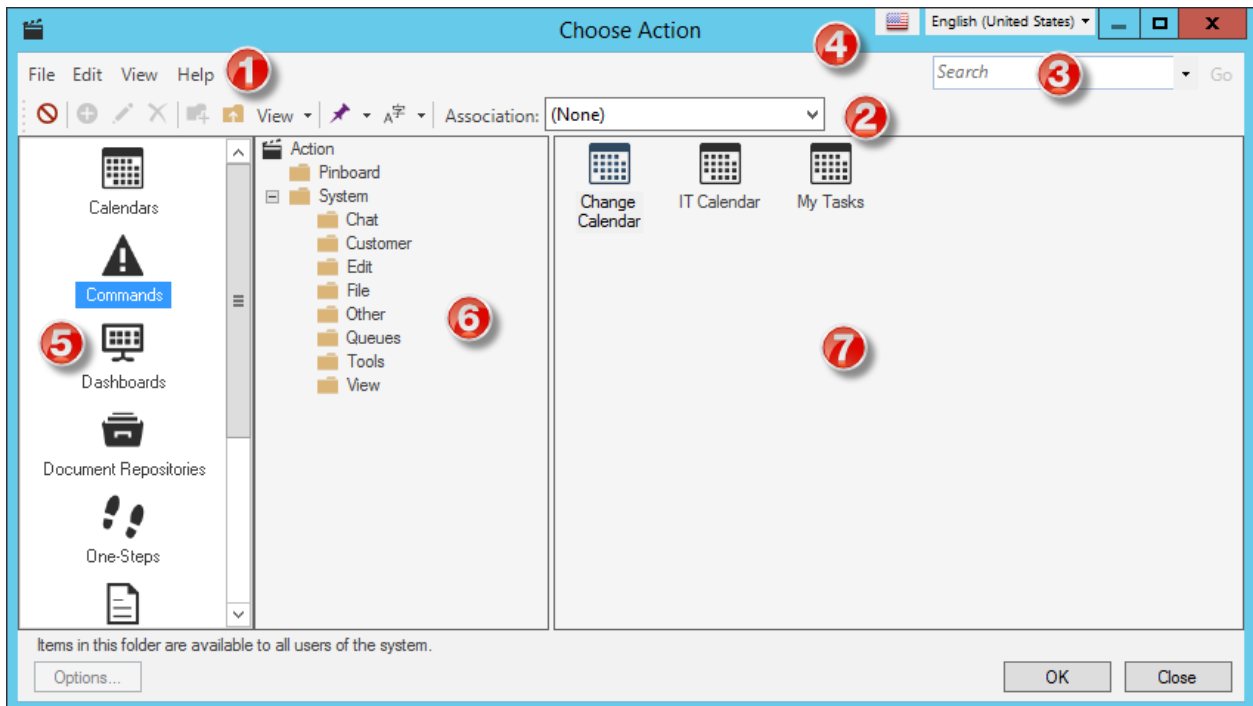 Choose Action
English (United States)
4
File Edit View Help
1
Search
3
Go
View
A字
Association:
(None)
2
Calendars
Commands
5
Dashboards
Document Repositories
One-Steps
Action
Pinboard
System
Chat
Customer
Edit
File
Other
Queues
Tools
View
6
Change
Calendar
IT Calendar
My Tasks
7
Items in this folder are available to all users of the system.
Options...
OK
Close